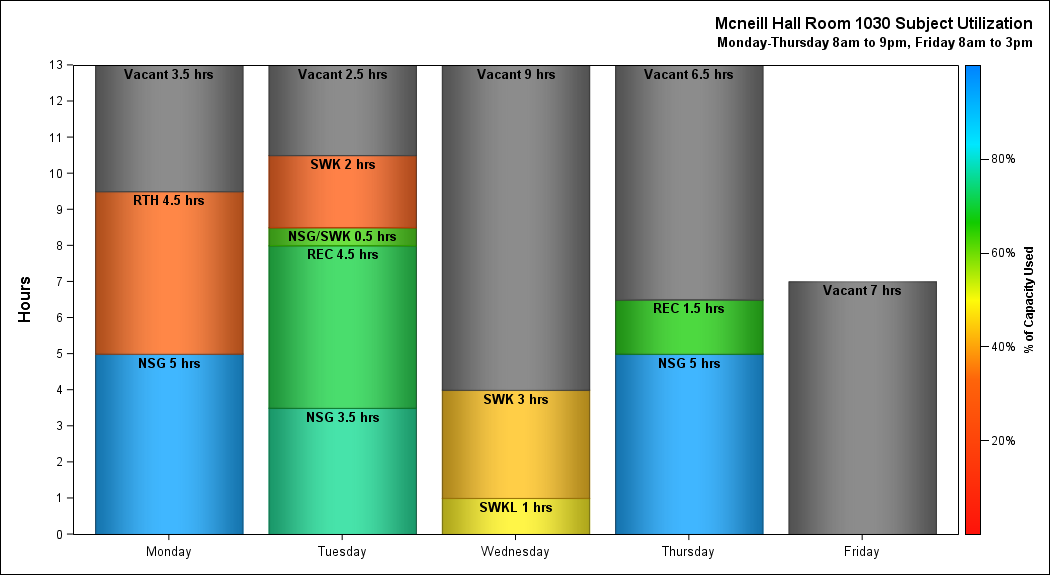 Mcneill Hall Room 1030 Subject Utilization
Monday-Thursday 8am to 9pm, Friday 8am to 3pm
Hours
13
12
11
10
9
8
7
6
5
4
3
2
1
0
Vacant 3.5 hrs
RTH 4.5 hrs
NSG 5 hrs
Vacant 2.5 hrs
SWK 2 hrs
NSG/SWK 0.5 hrs
REC 4.5 hrs
NSG 3.5 hrs
Vacant 9 hrs
SWK 3 hrs
SWKL 1 hrs
Vacant 6.5 hrs
REC 1.5 hrs
NSG 5 hrs
Vacant 7 hrs
Monday
Tuesday
Wednesday
Thursday
Friday
80%
60%
40%
20%
% of Capacity Used